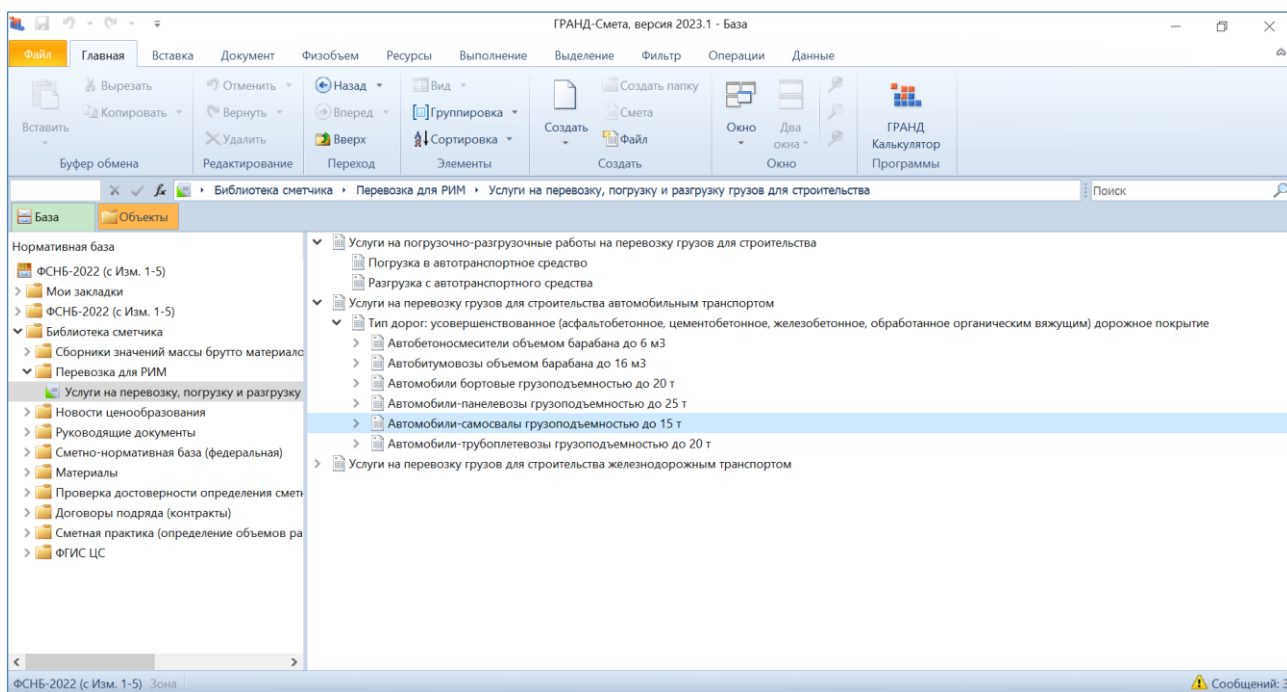 ГРАНД-Смета, версия 2023.1 - База
Файл Главная Вставка Документ Физобъем Ресурсы Выполнение Выделение Фильтр Операции Данные
Вставить
Вырезать
Копировать
Буфер обмена
Отменить
Вернуть
Удалить
Редактирование
Назад
Вперед
Вверх
Переход
Вид
Группировка
Сортировка
Элементы
Создать
Создать папку
Смета
Файл
Создать
Окно
Два окна
Окно
ГРАНД Калькулятор
Программы
fx Библиотека сметчика Перевозка для РИМ Услуги на перевозку, погрузку и разгрузку грузов для строительства Поиск
База Объекты
Нормативная база
ФСНБ-2022 (с Изм. 1-5)
Мои закладки
ФСНБ-2022 (с Изм. 1-5)
Библиотека сметчика
Сборники значений массы брутто материало
Перевозка для РИМ
Услуги на перевозку, погрузку и разгрузку
Новости ценообразования
Руководящие документы
Сметно-нормативная база (федеральная)
Материалы
Проверка достоверности определения сметн
Договоры подряда (контракты)
Сметная практика (определение объемов ра
ФГИС ЦС
Услуги на погрузочно-разгрузочные работы на перевозку грузов для строительства
Погрузка в автотранспортное средство
Разгрузка с автотранспортного средства
Услуги на перевозку грузов для строительства автомобильным транспортом
Тип дорог: усовершенствованное (асфальтобетонное, цементобетонное, железобетонное, обработанное органическим вяжущим) дорожное покрытие
Автобетоносмесители объемом барабана до 6 м3
Автобитумовозы объемом барабана до 16 м3
Автомобили бортовые грузоподъемностью до 20 т
Автомобили-панелевозы грузоподъемностью до 25 т
Автомобили-самосвалы грузоподъемностью до 15 т
Автомобили-трубоплетевозы грузоподъемностью до 20 т
Услуги на перевозку грузов для строительства железнодорожным транспортом
ФСНБ-2022 (с Изм. 1-5) Зона
Сообщений: 3